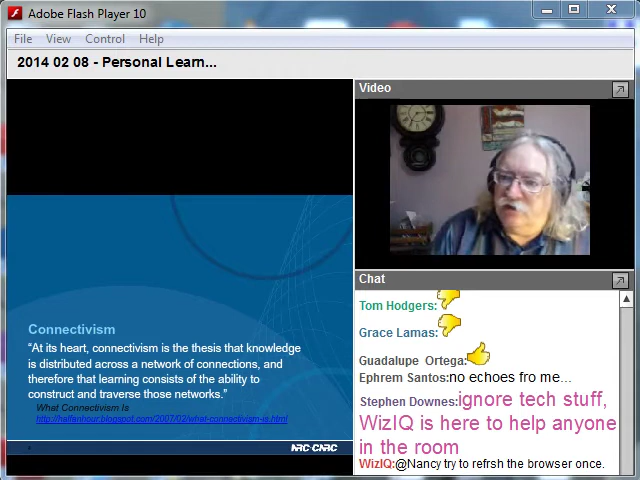 Adobe Flash Player 10
File View Control Help
2014 02 08 - Personal Learn...
Video
Chat
Tom Hodgers:
Grace Lamas:
Guadalupe Ortega:
Ephrem Santos:no echoes fro me...
Stephen Downes:ignore tech stuff,
WizIQ is here to help anyone
in the room
WizIQ:@Nancy try to refrsh the browser once.
Connectivism
“At its heart, connectivism is the thesis that knowledge
is distributed across a network of connections, and
therefore that learning consists of the ability to
construct and traverse those networks.”
What Connectivism Is
http://halfanhour.blogspot.com/2007/02/what-connectivism-is.html
NRC·CNRC